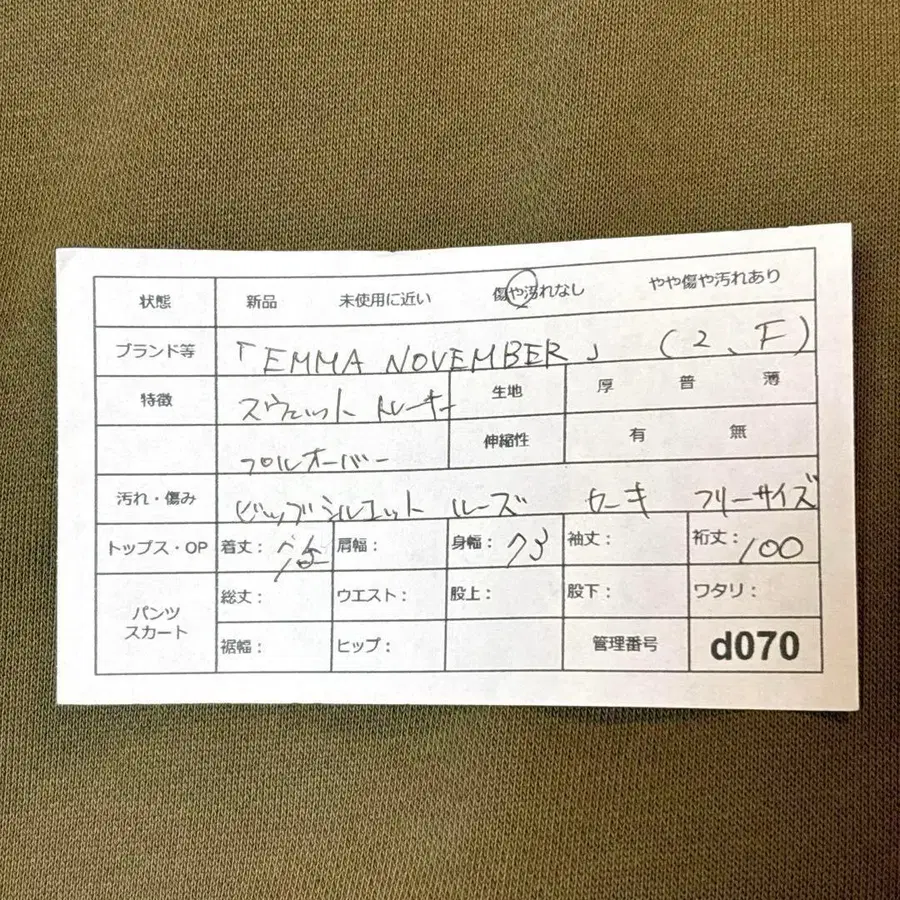 状態 新品 未使用に近い 傷や汚れなし やや傷や汚れあり
ブランド等 「EMMA NOVEMBER」 (2、F)
特徴 スウェット トレーナー 生地 厚 普 薄
プルオーバー 伸縮性 有 無
汚れ・傷み ビッグシルエット ルーズ カーキ フリーサイズ
トップス・OP 着丈: 肩幅: 身幅: 73 袖丈: 裄丈: 100
パンツ スカート 総丈: ウエスト: 股上: 股下: ワタリ:
裾幅: ヒップ: 管理番号 d070